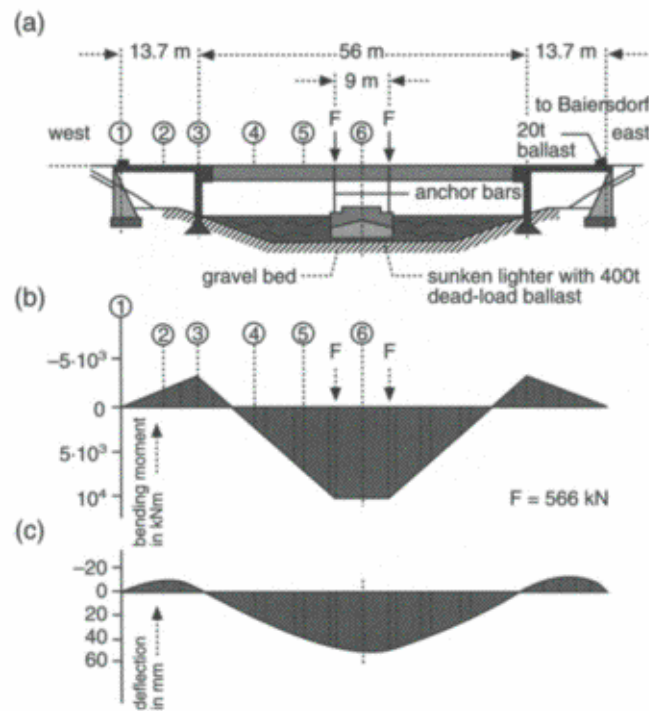 (a)
13.7 m 56 m 13.7 m
9 m
to Baiersdorf
west ① ② ③ ④ ⑤ F ⑥ F 20t east
ballast
anchor bars
gravel bed sunken lighter with 400t
dead-load ballast
(b)
①
② ③ ④ ⑤ F ⑥ F
–5·10³
0
5·10³
10⁴
bending moment
in kNm
F = 566 kN
(c)
-20
0
20
40
60
deflection
in mm